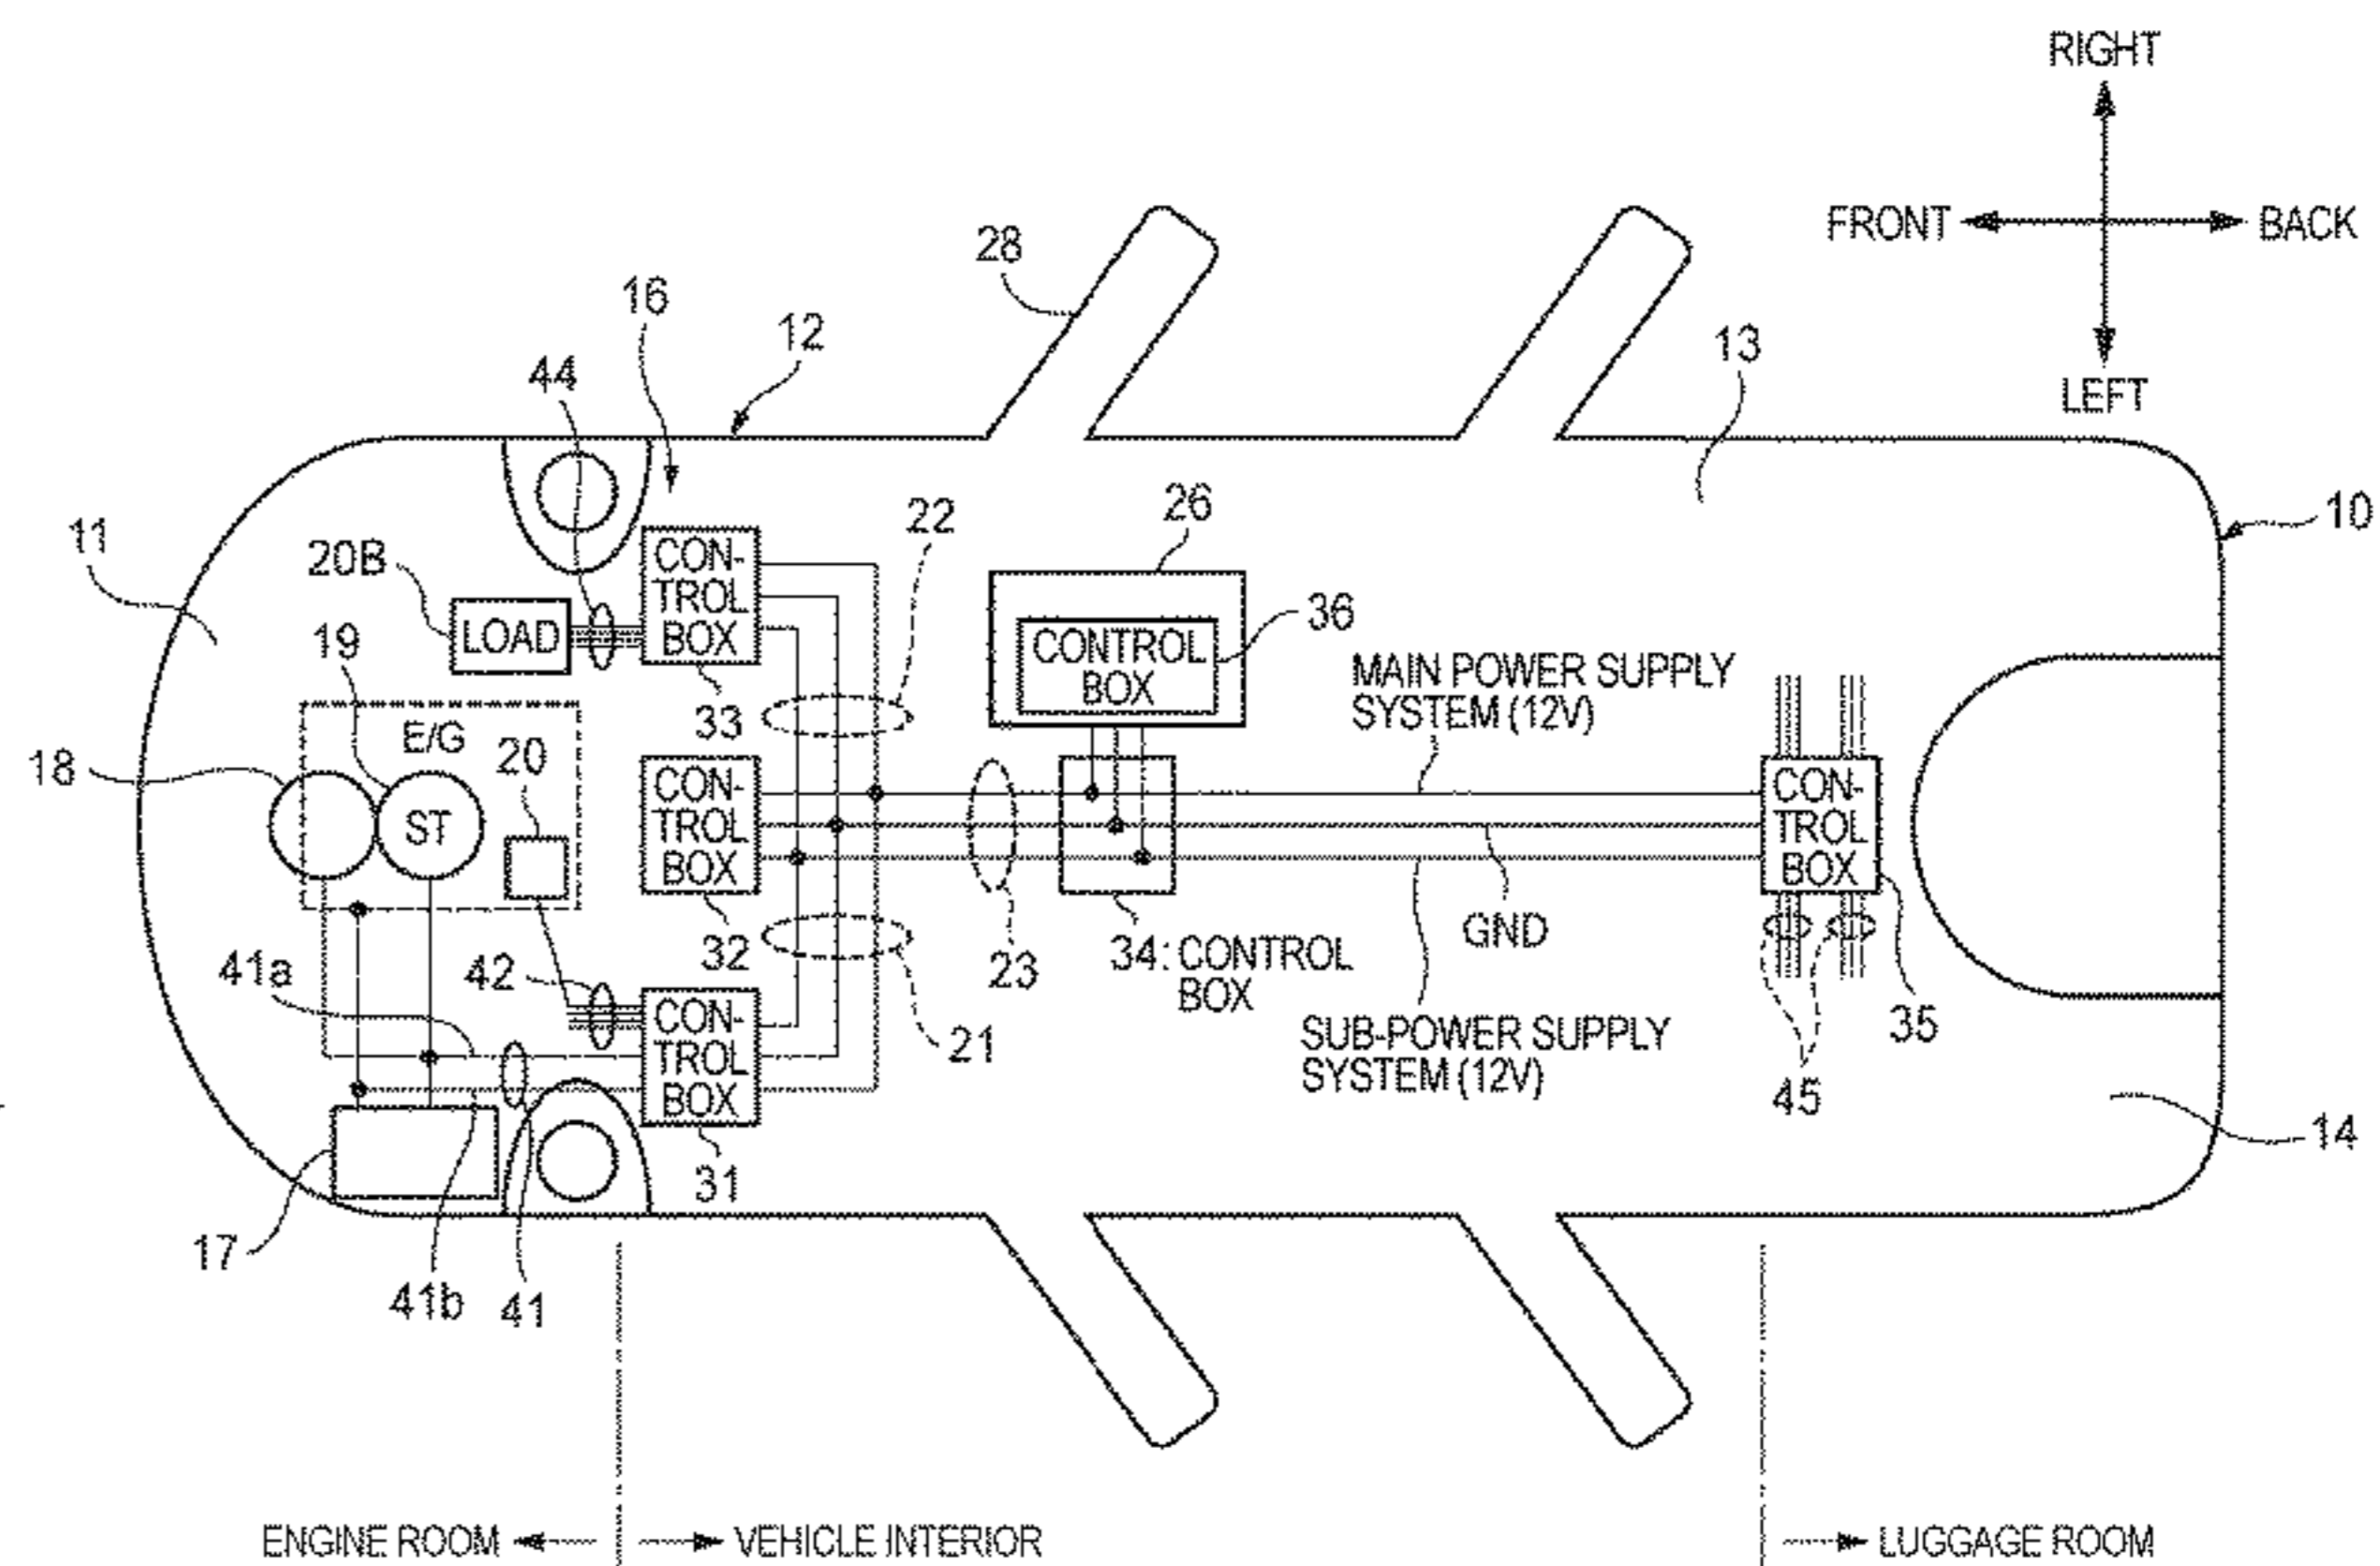 RIGHT
FRONT
BACK
LEFT
28
16
12
13
44
10
11
22
26
20B
CON-
TROL
BOX
LOAD
36
CONTROL
BOX
19
MAIN POWER SUPPLY
SYSTEM (12V)
33
E/G
20
18
ST
CON-
TROL
BOX
CON-
TROL
BOX
32
23
34: CONTROL
BOX
GND
41a
42
35
CON-
TROL
BOX
21
SUB-POWER SUPPLY
SYSTEM (12V)
45
14
31
17
41b
41
ENGINE ROOM
VEHICLE INTERIOR
LUGGAGE ROOM